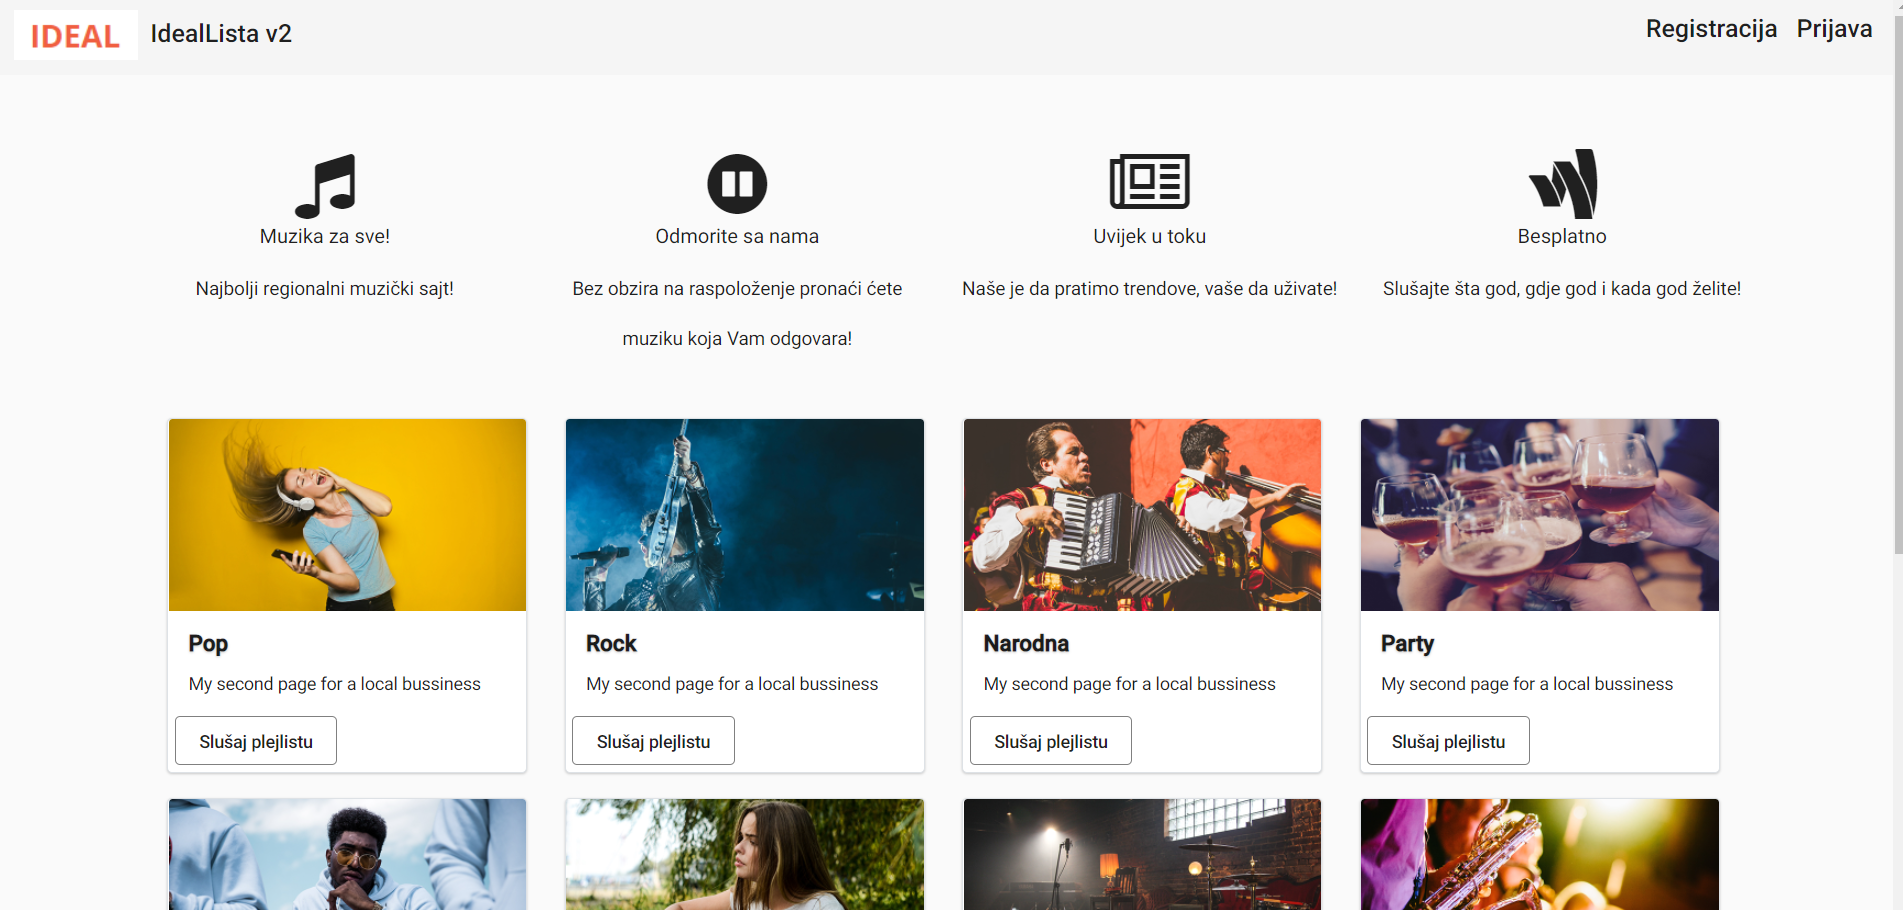 IDEAL
IdealLista v2
Registracija
Prijava
Muzika za sve!
Najbolji regionalni muzički sajt!
Odmorite sa nama
Bez obzira na raspoloženje pronaći ćete
muziku koja Vam odgovara!
Uvijek u toku
Naše je da pratimo trendove, vaše da uživate!
Besplatno
Slušajte šta god, gdje god i kada god želite!
Pop
My second page for a local bussiness
Slušaj plejlistu
Rock
My second page for a local bussiness
Slušaj plejlistu
Narodna
My second page for a local bussiness
Slušaj plejlistu
Party
My second page for a local bussiness
Slušaj plejlistu